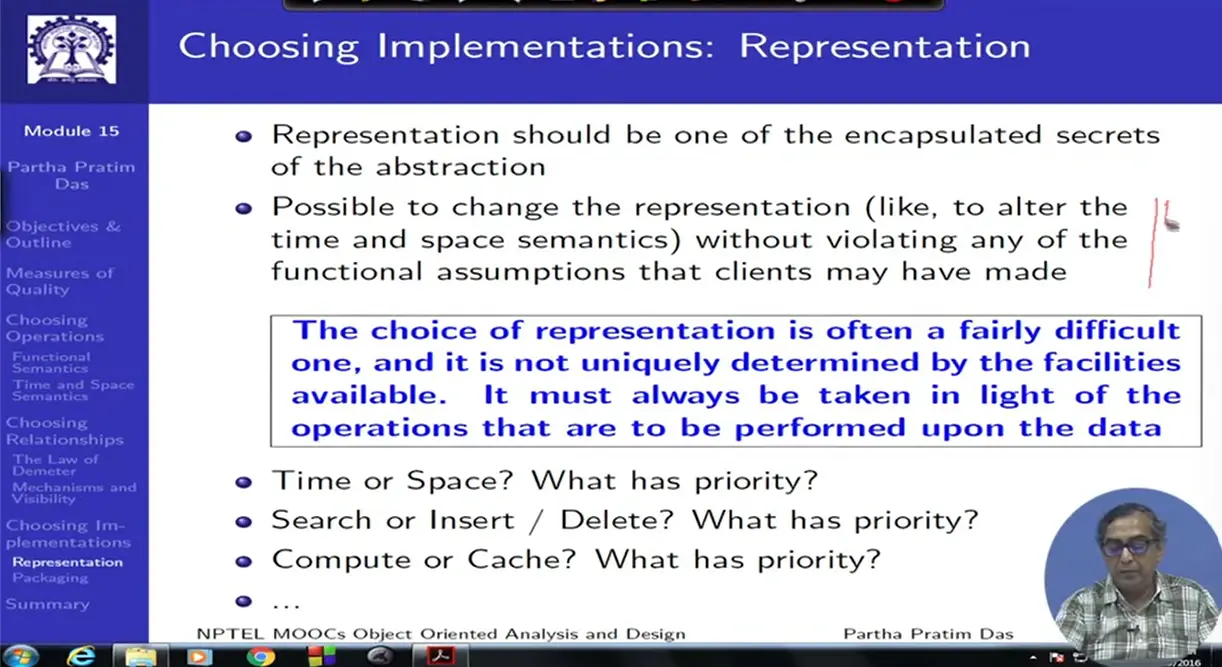 Choosing Implementations: Representation
Module 15
Partha Pratim
Das
Objectives &
Outline
Measures of
Quality
Choosing
Operations
Functional
Semantics
Time and Space
Semantics
Choosing
Relationships
The Law of
Demeter
Mechanisms and
Visibility
Choosing Im-
plementations
Representation
Packaging
Summary
Representation should be one of the encapsulated secrets
of the abstraction
Possible to change the representation (like, to alter the
time and space semantics) without violating any of the
functional assumptions that clients may have made
The choice of representation is often a fairly difficult
one, and it is not uniquely determined by the facilities
available. It must always be taken in light of the
operations that are to be performed upon the data
Time or Space? What has priority?
Search or Insert / Delete? What has priority?
Compute or Cache? What has priority?
...
NPTEL MOOCs Object Oriented Analysis and Design
Partha Pratim Das